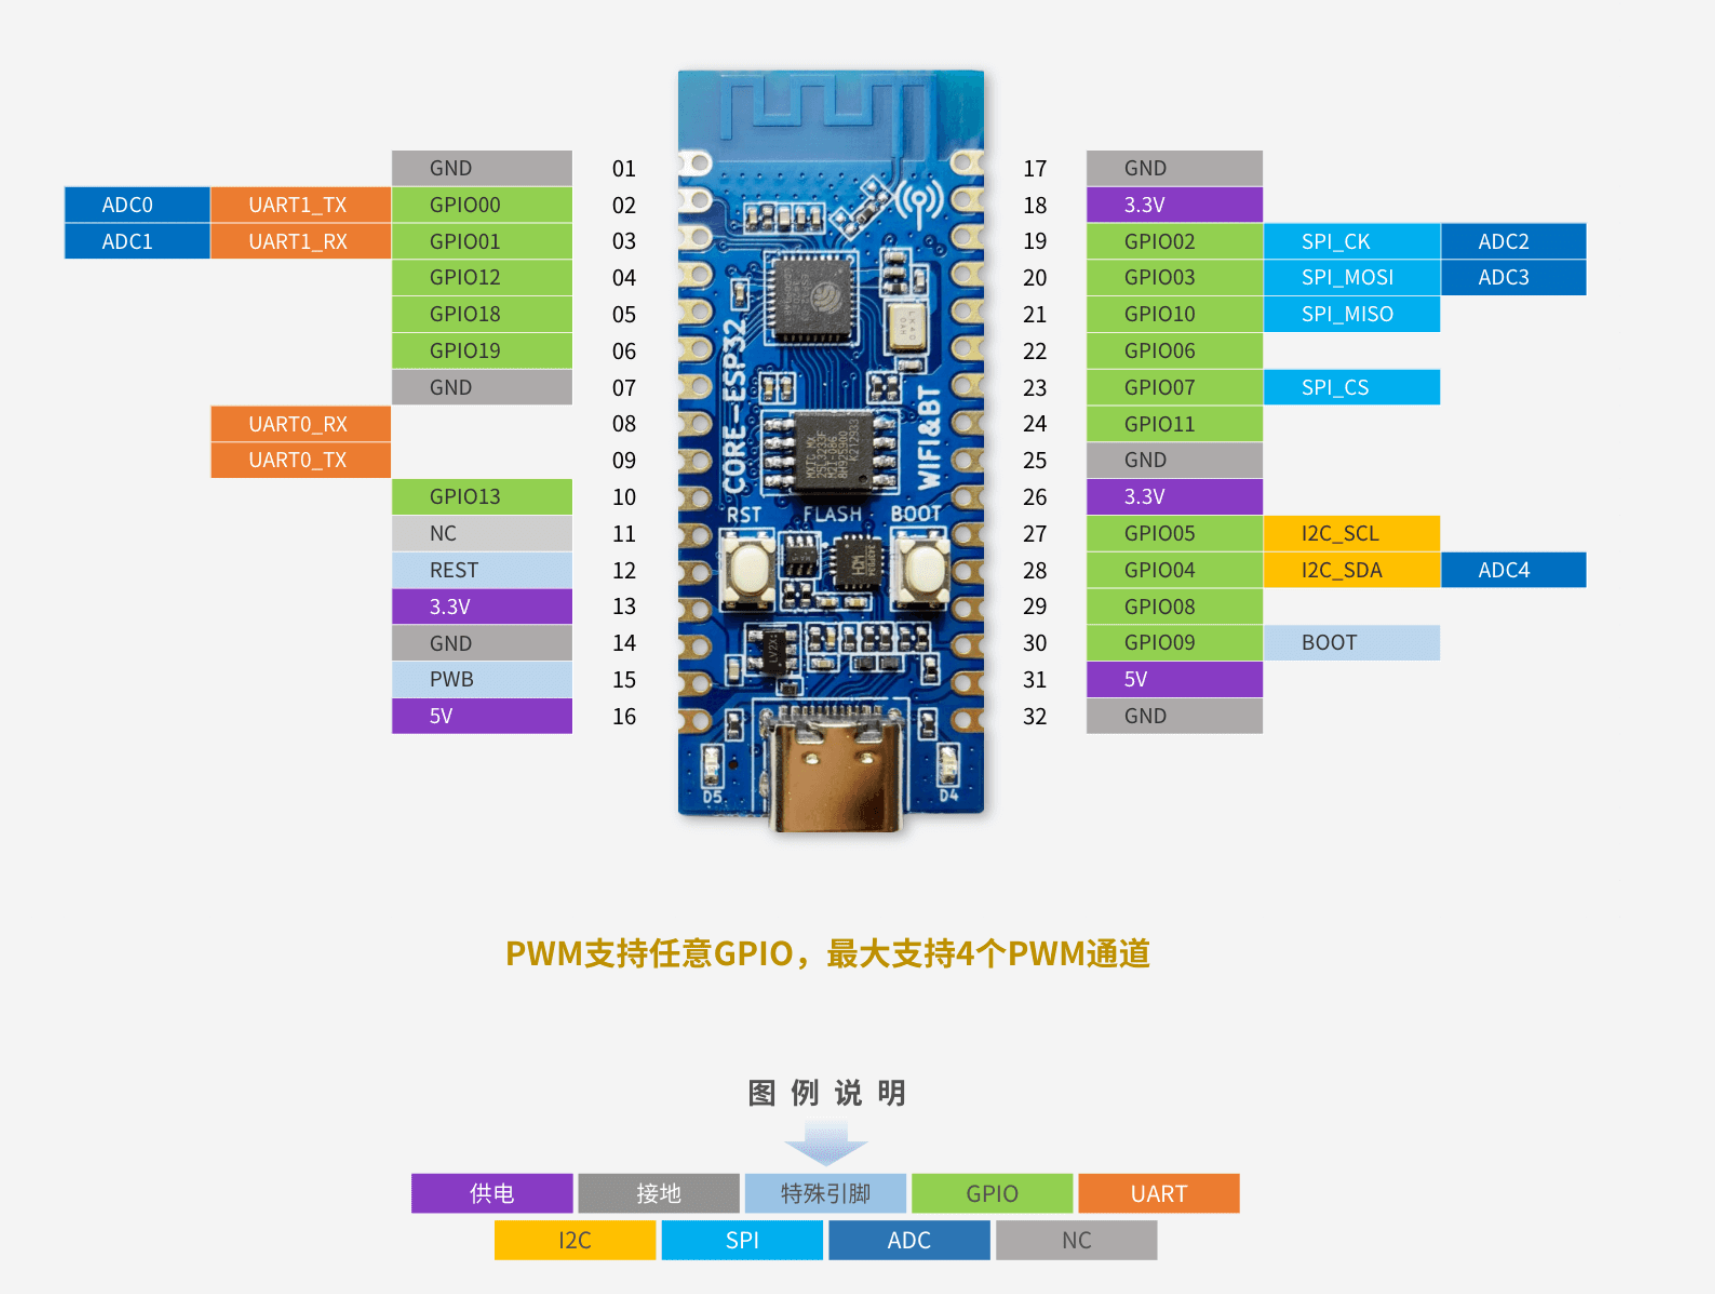 GND 01 17 GND
ADC0 UART1_TX GPIO00 02 18 3.3V
ADC1 UART1_RX GPIO01 03 19 GPIO02 SPI_CK ADC2
GPIO12 04 20 GPIO03 SPI_MOSI ADC3
GPIO18 05 21 GPIO10 SPI_MISO
GPIO19 06 22 GPIO06
GND 07 23 GPIO07 SPI_CS
UART0_RX 08 24 GPIO11
UART0_TX 09 25 GND
GPIO13 10 26 3.3V
NC 11 27 GPIO05 I2C_SCL
REST 12 28 GPIO04 I2C_SDA ADC4
3.3V 13 29 GPIO08
GND 14 30 GPIO09 BOOT
PWB 15 31 5V
5V 16 32 GND
CORE-ESP32
WIFI&BT
MXIC MX
25L3233F
M2I-08G
RST FLASH BOOT
D5 D4
PWM支持任意GPIO，最大支持4个PWM通道
图例说明
供电 接地 特殊引脚 GPIO UART
I2C SPI ADC NC